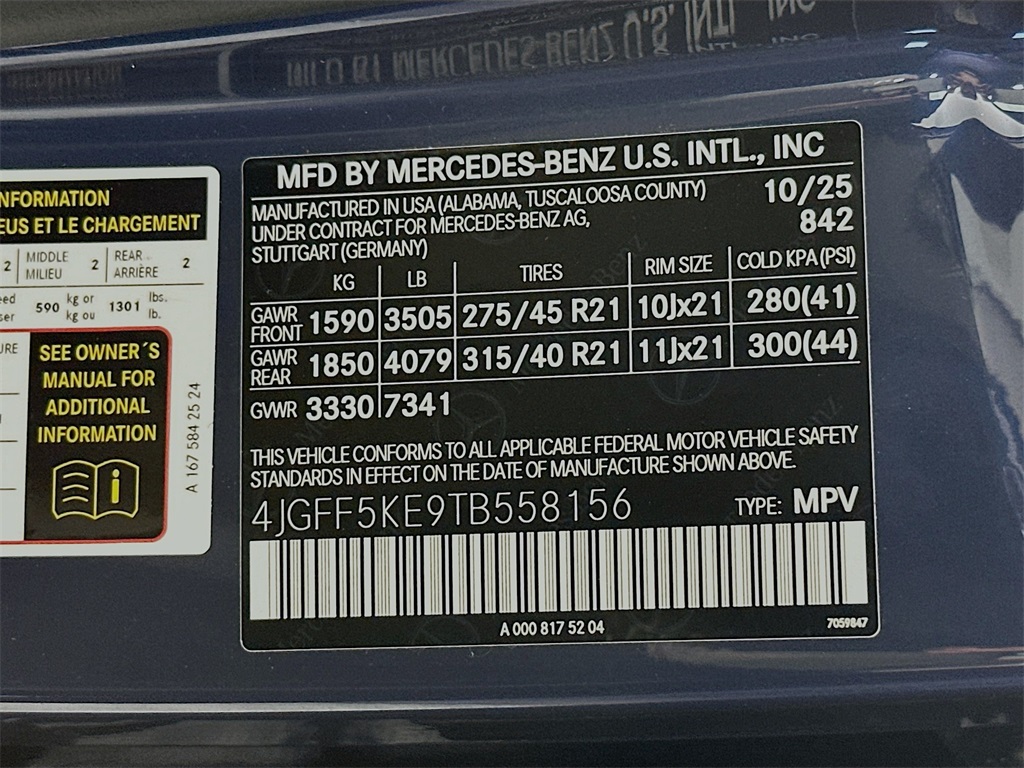 NFORMATION
EUS ET LE CHARGEMENT
2 MIDDLE MILIEU 2 REAR ARRIÈRE 2
590 kg or kg ou 1301 lbs. lb.
SEE OWNER´S
MANUAL FOR
ADDITIONAL
INFORMATION
A 167 584 25 24
MFD BY MERCEDES-BENZ U.S. INTL., INC
MANUFACTURED IN USA (ALABAMA, TUSCALOOSA COUNTY) 10/25
UNDER CONTRACT FOR MERCEDES-BENZ AG, 842
STUTTGART (GERMANY)
KG LB TIRES RIM SIZE COLD KPA (PSI)
GAWR FRONT 1590 3505 275/45 R21 10Jx21 280(41)
GAWR REAR 1850 4079 315/40 R21 11Jx21 300(44)
GVWR 3330 7341
THIS VEHICLE CONFORMS TO ALL APPLICABLE FEDERAL MOTOR VEHICLE SAFETY
STANDARDS IN EFFECT ON THE DATE OF MANUFACTURE SHOWN ABOVE.
4JGFF5KE9TB558156 TYPE: MPV
A 000 817 52 04 7059847